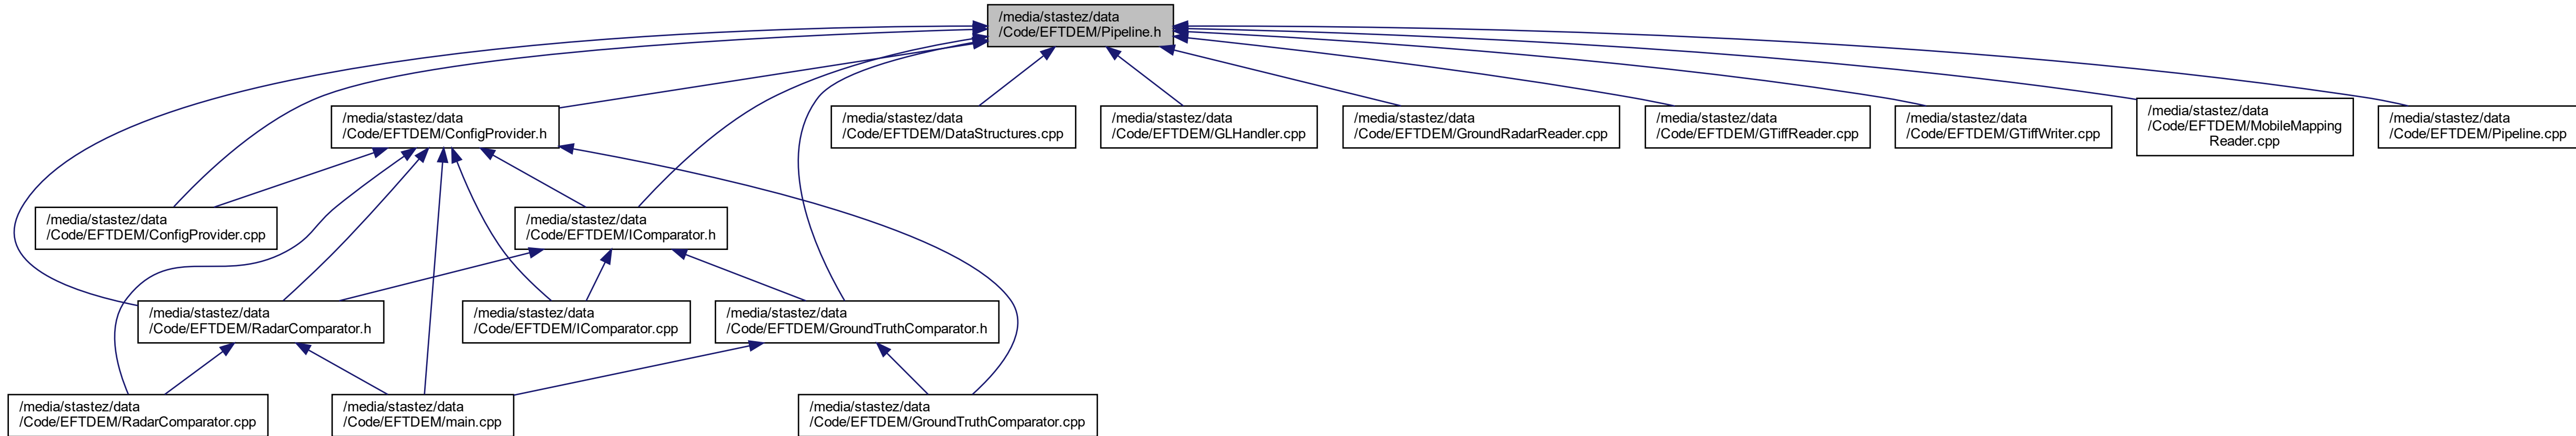 /media/stastez/data
/Code/EFTDEM/Pipeline.h
/media/stastez/data
/Code/EFTDEM/ConfigProvider.h
/media/stastez/data
/Code/EFTDEM/DataStructures.cpp
/media/stastez/data
/Code/EFTDEM/GLHandler.cpp
/media/stastez/data
/Code/EFTDEM/GroundRadarReader.cpp
/media/stastez/data
/Code/EFTDEM/GTiffReader.cpp
/media/stastez/data
/Code/EFTDEM/GTiffWriter.cpp
/media/stastez/data
/Code/EFTDEM/MobileMapping
Reader.cpp
/media/stastez/data
/Code/EFTDEM/Pipeline.cpp
/media/stastez/data
/Code/EFTDEM/ConfigProvider.cpp
/media/stastez/data
/Code/EFTDEM/IComparator.h
/media/stastez/data
/Code/EFTDEM/RadarComparator.h
/media/stastez/data
/Code/EFTDEM/IComparator.cpp
/media/stastez/data
/Code/EFTDEM/GroundTruthComparator.h
/media/stastez/data
/Code/EFTDEM/RadarComparator.cpp
/media/stastez/data
/Code/EFTDEM/main.cpp
/media/stastez/data
/Code/EFTDEM/GroundTruthComparator.cpp